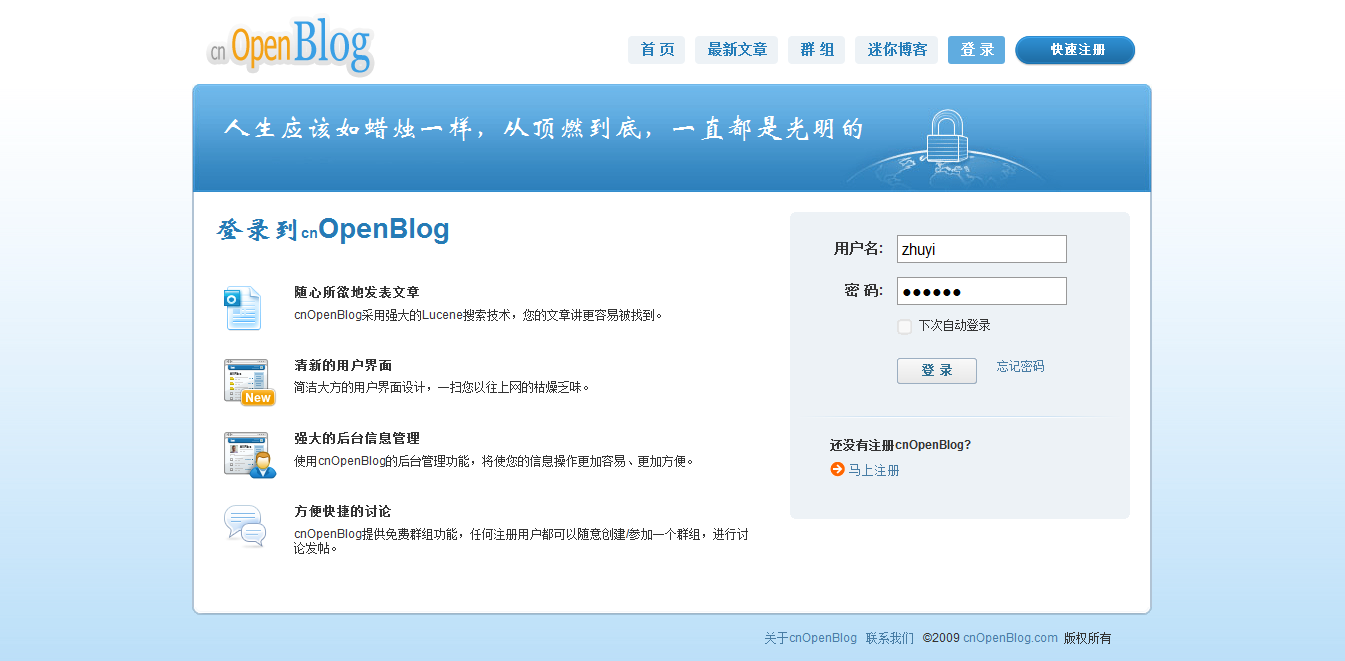 cn OpenBlog
首 页 最新文章 群 组 迷你博客 登 录 快速注册
人生应该如蜡烛一样，从顶燃到底，一直都是光明的
登录到cnOpenBlog
随心所欲地发表文章
cnOpenBlog采用强大的Lucene搜索技术，您的文章讲更容易被找到。
清新的用户界面
简洁大方的用户界面设计，一扫您以往上网的枯燥乏味。
New
强大的后台信息管理
使用cnOpenBlog的后台管理功能，将使您的信息操作更加容易、更加方便。
方便快捷的讨论
cnOpenBlog提供免费群组功能，任何注册用户都可以随意创建/参加一个群组，进行讨
论发帖。
用户名: zhuyi
密 码: ●●●●●●
下次自动登录
登 录 忘记密码
还没有注册cnOpenBlog?
马上注册
关于cnOpenBlog 联系我们 ©2009 cnOpenBlog.com 版权所有